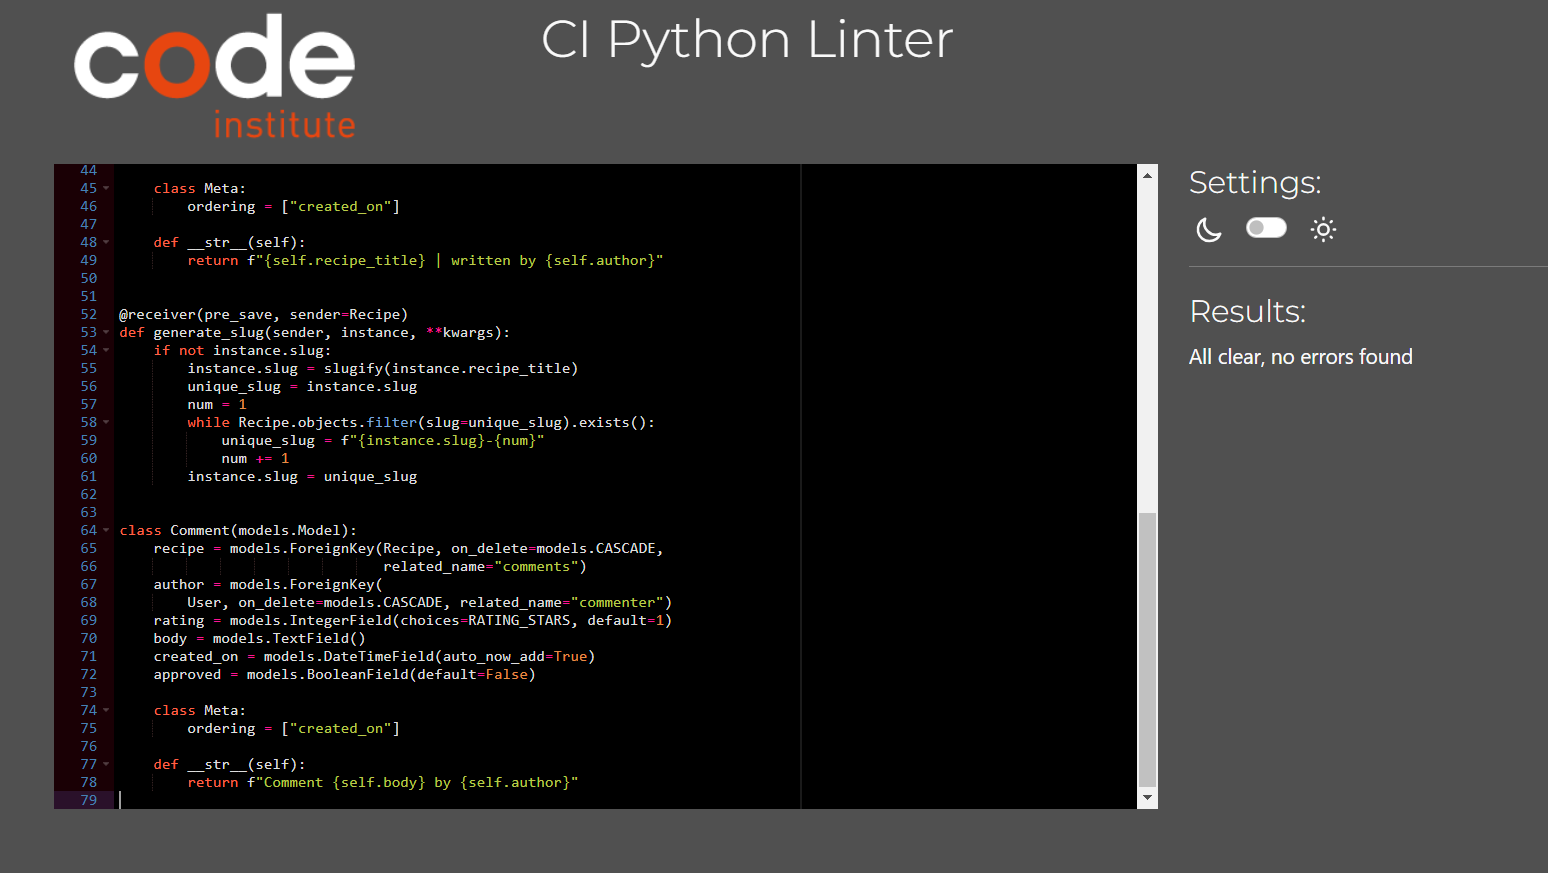 code
institute
CI Python Linter
44
45 class Meta:
46 ordering = ["created_on"]
47
48 def __str__(self):
49 return f"{self.recipe_title} | written by {self.author}"
50
51
52 @receiver(pre_save, sender=Recipe)
53 def generate_slug(sender, instance, **kwargs):
54 if not instance.slug:
55 instance.slug = slugify(instance.recipe_title)
56 unique_slug = instance.slug
57 num = 1
58 while Recipe.objects.filter(slug=unique_slug).exists():
59 unique_slug = f"{instance.slug}-{num}"
60 num += 1
61 instance.slug = unique_slug
62
63
64 class Comment(models.Model):
65 recipe = models.ForeignKey(Recipe, on_delete=models.CASCADE,
66 related_name="comments")
67 author = models.ForeignKey(
68 User, on_delete=models.CASCADE, related_name="commenter")
69 rating = models.IntegerField(choices=RATING_STARS, default=1)
70 body = models.TextField()
71 created_on = models.DateTimeField(auto_now_add=True)
72 approved = models.BooleanField(default=False)
73
74 class Meta:
75 ordering = ["created_on"]
76
77 def __str__(self):
78 return f"Comment {self.body} by {self.author}"
79
Settings:
Results:
All clear, no errors found